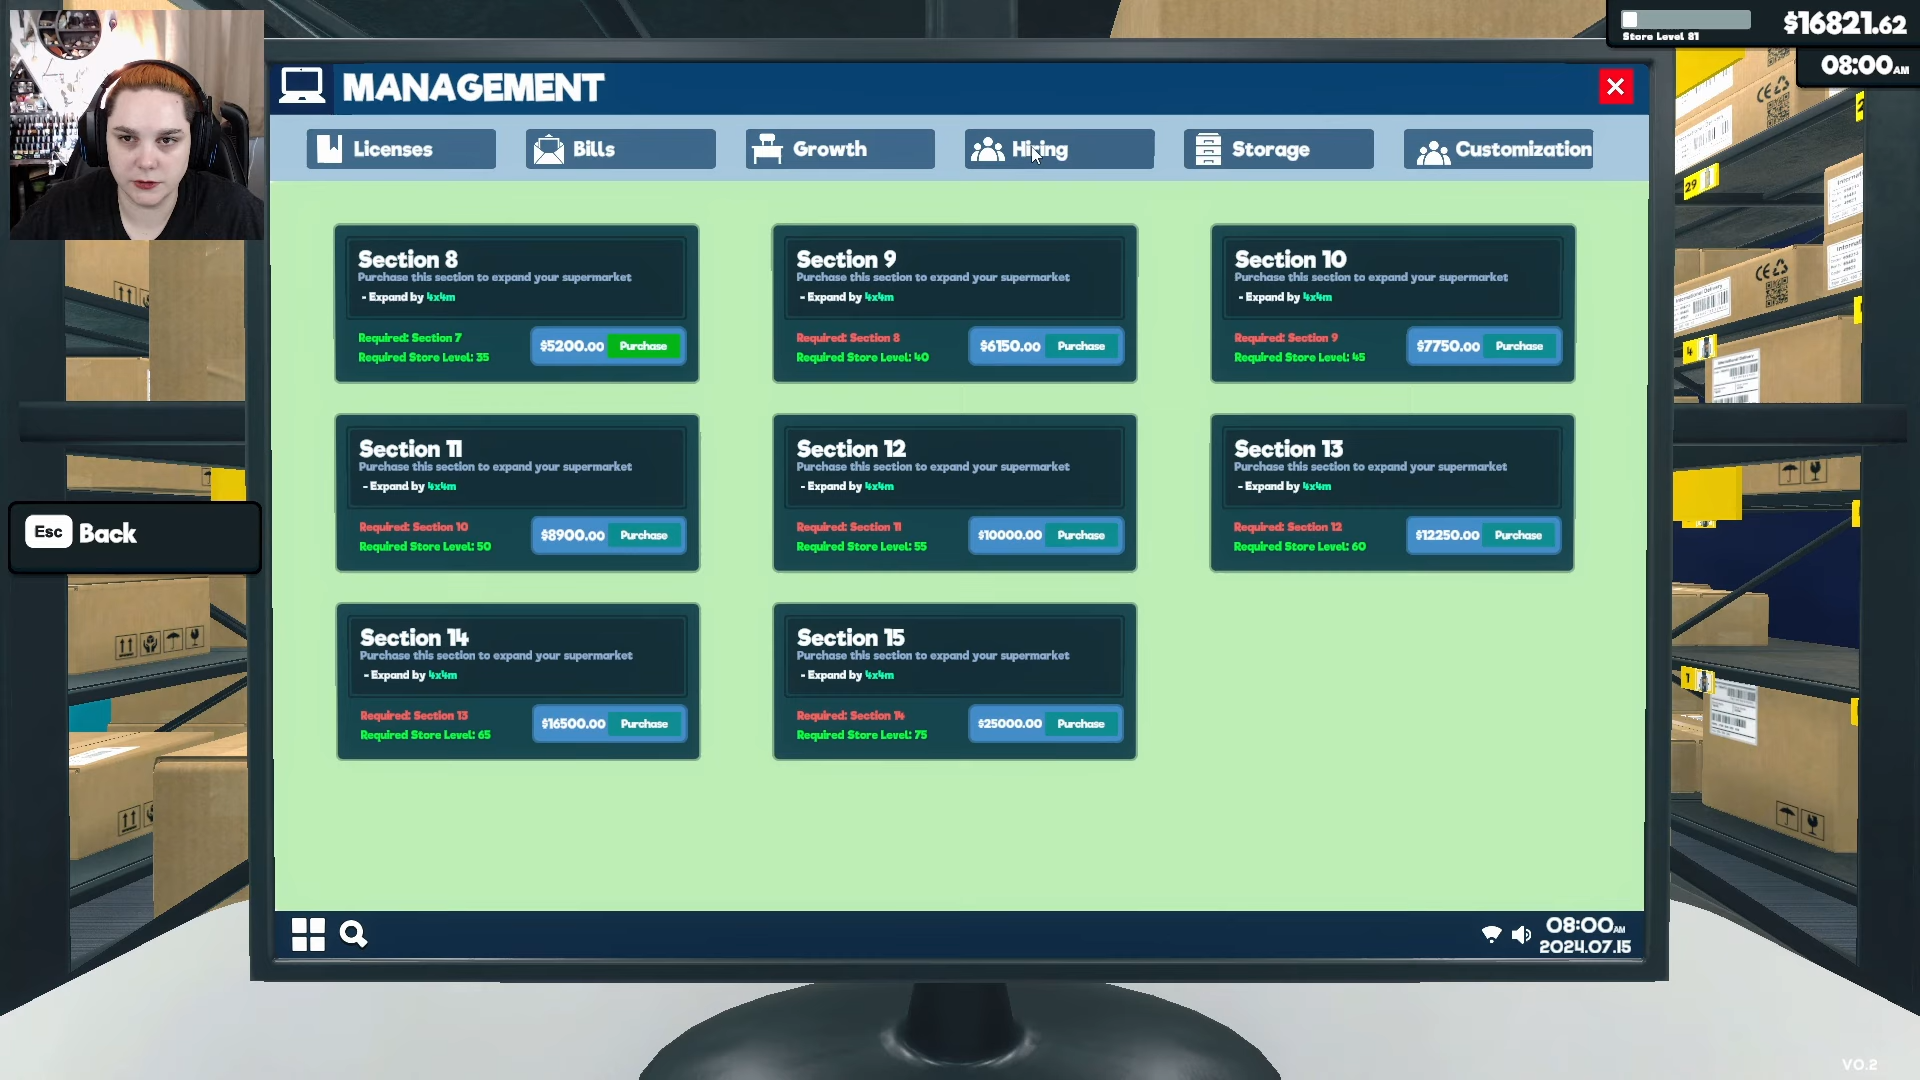 $16821.62
Store Level 81
08:00AM
MANAGEMENT
Licenses
Bills
Growth
Hiring
Storage
Customization
Section 8
Purchase this section to expand your supermarket
- Expand by 4x4m
Required: Section 7
Required Store Level: 35
$5200.00 Purchase
Section 9
Purchase this section to expand your supermarket
- Expand by 4x4m
Required: Section 8
Required Store Level: 40
$6150.00 Purchase
Section 10
Purchase this section to expand your supermarket
- Expand by 4x4m
Required: Section 9
Required Store Level: 45
$7750.00 Purchase
Section 11
Purchase this section to expand your supermarket
- Expand by 4x4m
Required: Section 10
Required Store Level: 50
$8900.00 Purchase
Section 12
Purchase this section to expand your supermarket
- Expand by 4x4m
Required: Section 11
Required Store Level: 55
$10000.00 Purchase
Section 13
Purchase this section to expand your supermarket
- Expand by 4x4m
Required: Section 12
Required Store Level: 60
$12250.00 Purchase
Section 14
Purchase this section to expand your supermarket
- Expand by 4x4m
Required: Section 13
Required Store Level: 65
$16500.00 Purchase
Section 15
Purchase this section to expand your supermarket
- Expand by 4x4m
Required: Section 14
Required Store Level: 75
$25000.00 Purchase
Esc Back
29
4
1
08:00AM
2024.07.15
V0.2